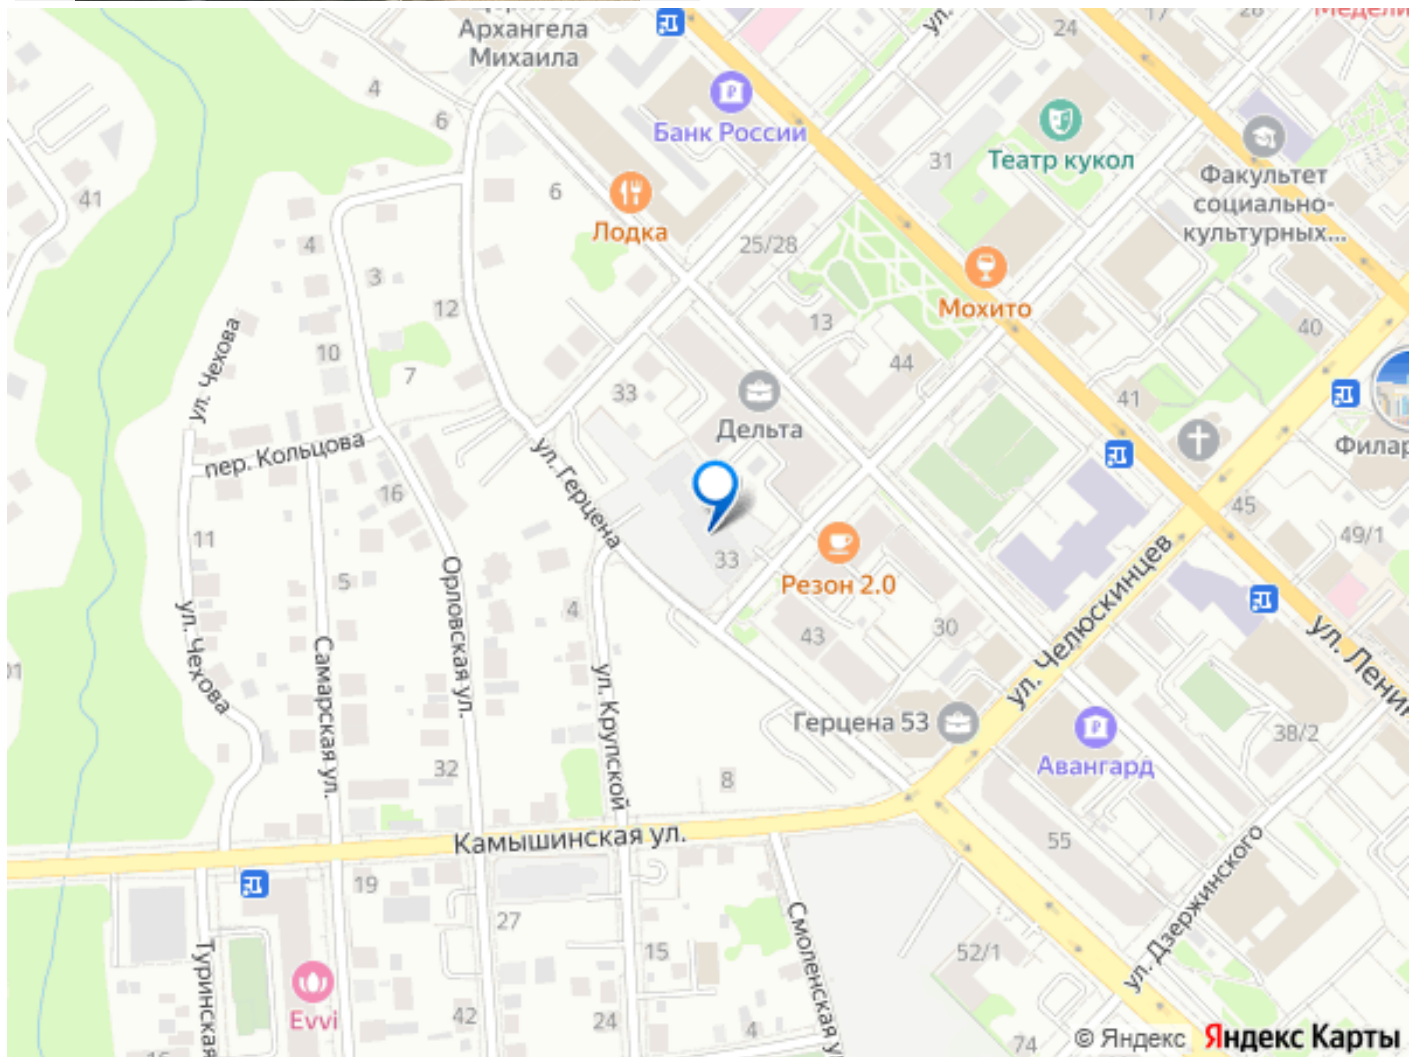 Архангела
Михаила
ул.
24
17
28
Медели
4
6
Банк России
Театр кукол
31
Факультет
социально-
культурных...
41
6
Лодка
25/28
4
3
12
Мохито
13
40
ул. Чехова
10
7
44
33
41
Дельта
Филар
пер. Кольцова
ул. Герцена
16
45
49/1
11
33
Резон 2.0
5
Орловская ул.
4
43
30
ул. Челюскинцев
ул. Чехова
Самарская ул.
ул. Крупской
ул. Ленин
Герцена 53
38/2
32
8
Авангард
Камышинская ул.
55
ул. Дзержинского
19
27
Смоленская у
Туринская
15
52/1
Evvi
42
24
4
74
© Яндекс Яндекс Карты